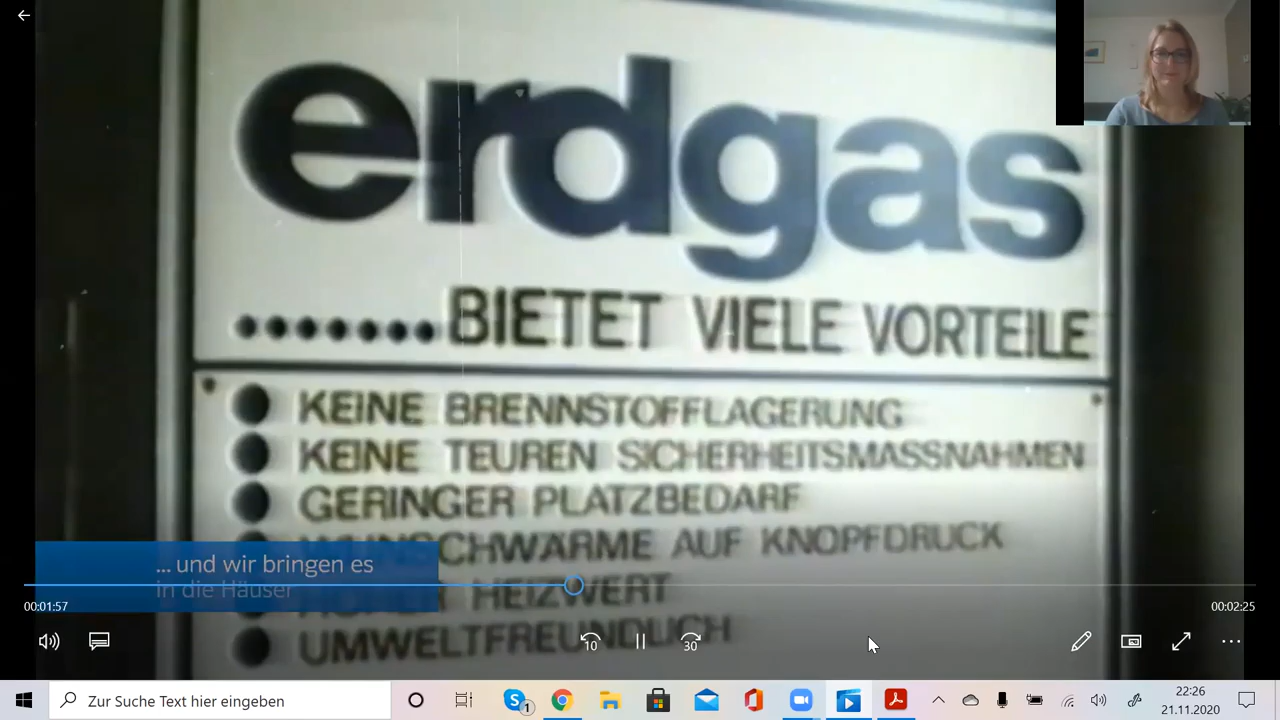 erdgas
.......BIETET VIELE VORTEILE
KEINE BRENNSTOFFLAGERUNG
KEINE TEUREN SICHERHEITSMASSNAHMEN
GERINGER PLATZBEDARF
WUNSCHWÄRME AUF KNOPFDRUCK
HOHER HEIZWERT
UMWELTFREUNDLICH
... und wir bringen es
in die Häuser
00:01:57
00:02:25
10
30
Zur Suche Text hier eingeben
1
22:26
21.11.2020